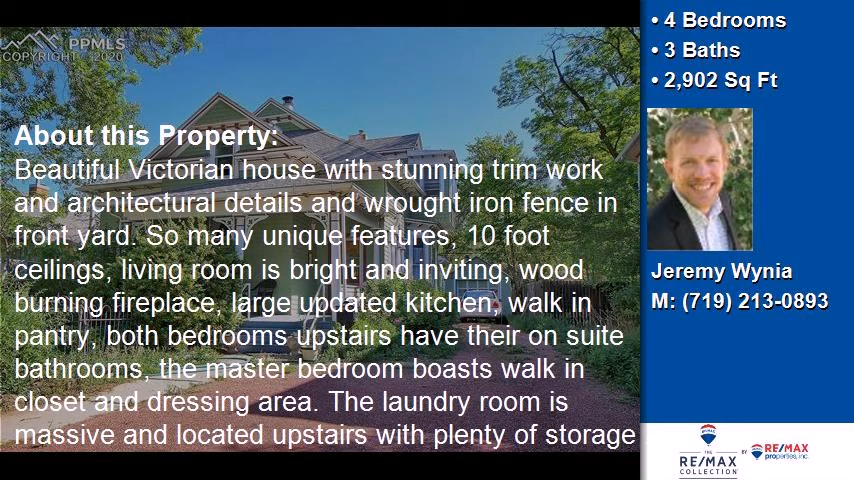 PPMLS
COPYRIGHT 2020
About this Property:
Beautiful Victorian house with stunning trim work
and architectural details and wrought iron fence in
front yard. So many unique features, 10 foot
ceilings, living room is bright and inviting, wood
burning fireplace, large updated kitchen, walk in
pantry, both bedrooms upstairs have their on suite
bathrooms, the master bedroom boasts walk in
closet and dressing area. The laundry room is
massive and located upstairs with plenty of storage
• 4 Bedrooms
• 3 Baths
• 2,902 Sq Ft
Jeremy Wynia
M: (719) 213-0893
THE
RE/MAX
COLLECTION
BY
RE/MAX
properties, inc.